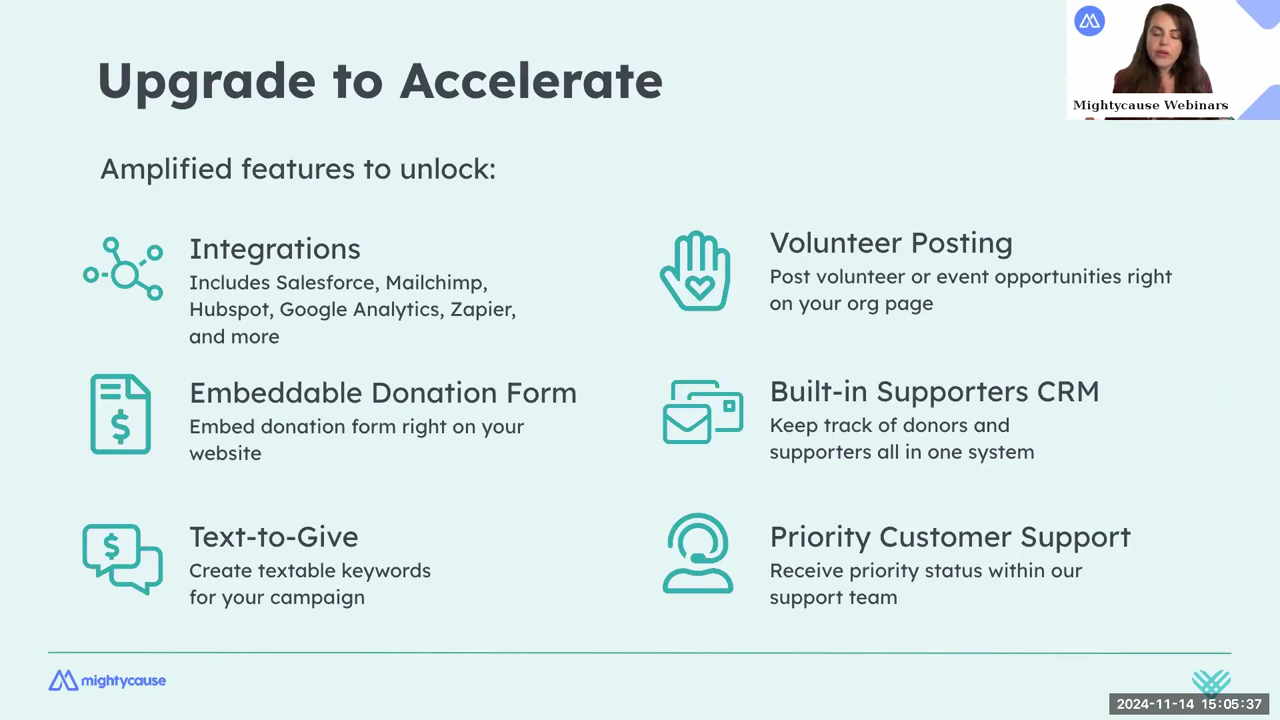 Upgrade to Accelerate
Mightycause Webinars
Amplified features to unlock:
Integrations
Includes Salesforce, Mailchimp,
Hubspot, Google Analytics, Zapier,
and more
Volunteer Posting
Post volunteer or event opportunities right
on your org page
$
Embeddable Donation Form
Embed donation form right on your
website
Built-in Supporters CRM
Keep track of donors and
supporters all in one system
$
Text-to-Give
Create textable keywords
for your campaign
Priority Customer Support
Receive priority status within our
support team
mightycause
2024-11-14 15:05:37